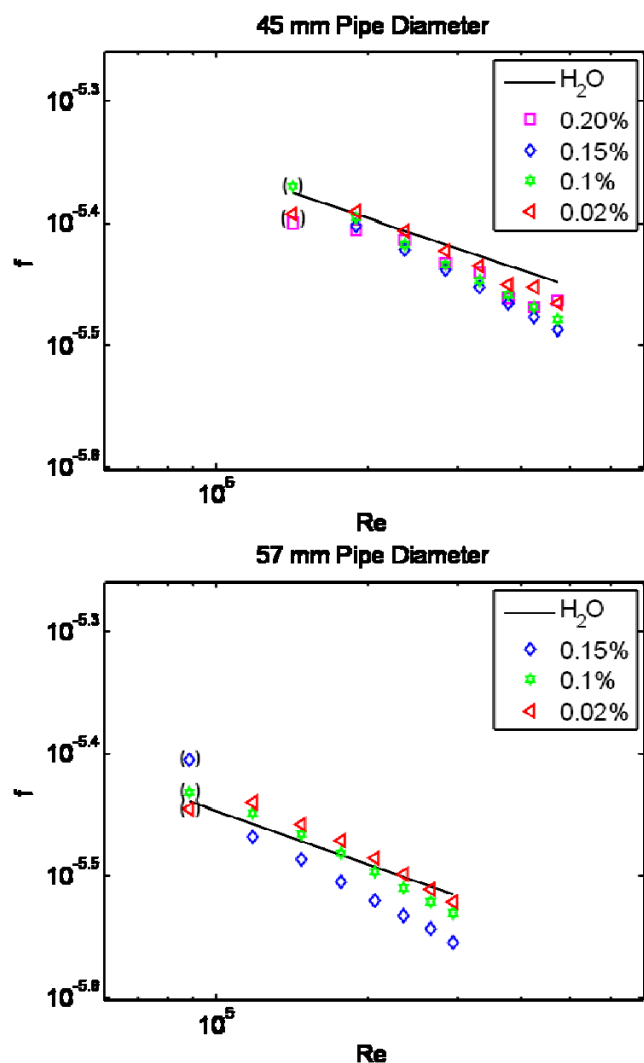 45 mm Pipe Diameter
10^-5.3
10^-5.4
10^-5.5
10^-5.6
f
H₂O
0.20%
0.15%
0.1%
0.02%
10^5
Re
57 mm Pipe Diameter
10^-5.3
10^-5.4
10^-5.5
10^-5.6
f
H₂O
0.15%
0.1%
0.02%
10^5
Re